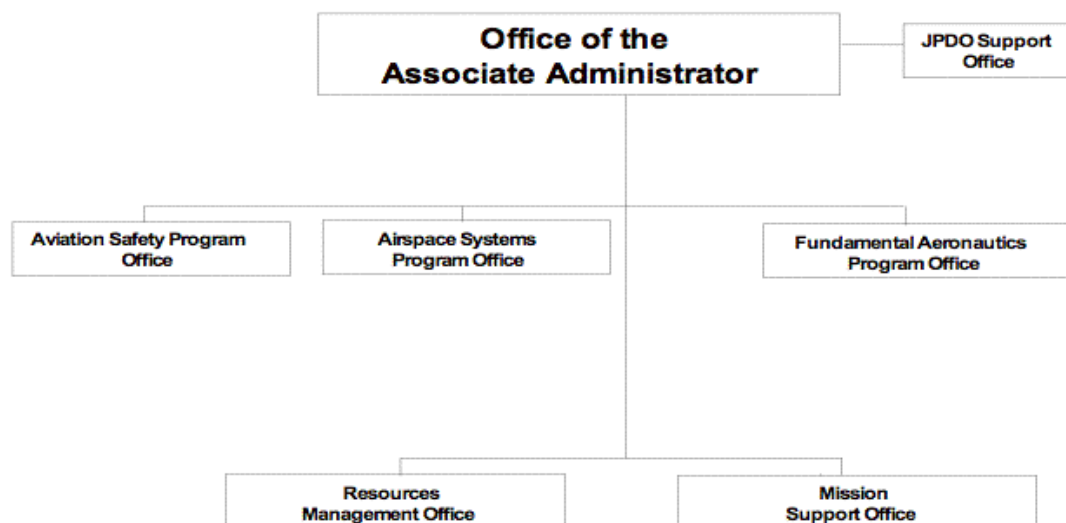 Office of the
Associate Administrator
JPDO Support
Office
Aviation Safety Program
Office
Airspace Systems
Program Office
Fundamental Aeronautics
Program Office
Resources
Management Office
Mission
Support Office